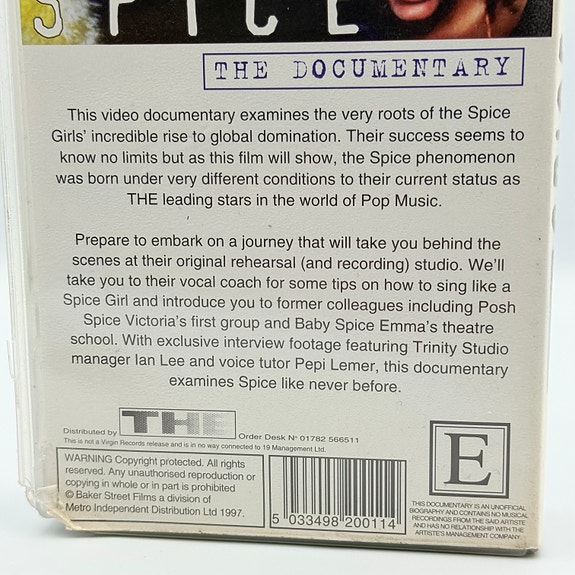 SPICE
THE DOCUMENTARY
This video documentary examines the very roots of the Spice
Girls' incredible rise to global domination. Their success seems to
know no limits but as this film will show, the Spice phenomenon
was born under very different conditions to their current status as
THE leading stars in the world of Pop Music.
Prepare to embark on a journey that will take you behind the
scenes at their original rehearsal (and recording) studio. We'll
take you to their vocal coach for some tips on how to sing like a
Spice Girl and introduce you to former colleagues including Posh
Spice Victoria's first group and Baby Spice Emma's theatre
school. With exclusive interview footage featuring Trinity Studio
manager Ian Lee and voice tutor Pepi Lemer, this documentary
examines Spice like never before.
Distributed by THE Order Desk Nº 01782 566511
This is not a Virgin Records release and is in no way connected to 19 Management Ltd.
WARNING Copyright protected. All rights
reserved. Any unauthorised reproduction or
copying in whole or in part is prohibited
© Baker Street Films a division of
Metro Independent Distribution Ltd 1997.
5 033498 200114
E
THIS DOCUMENTARY IS AN UNOFFICIAL
BIOGRAPHY AND CONTAINS NO MUSICAL
RECORDINGS FROM THE SAID ARTISTE
AND HAS NO RELATIONSHIP WITH THE
ARTISTE'S MANAGEMENT COMPANY.